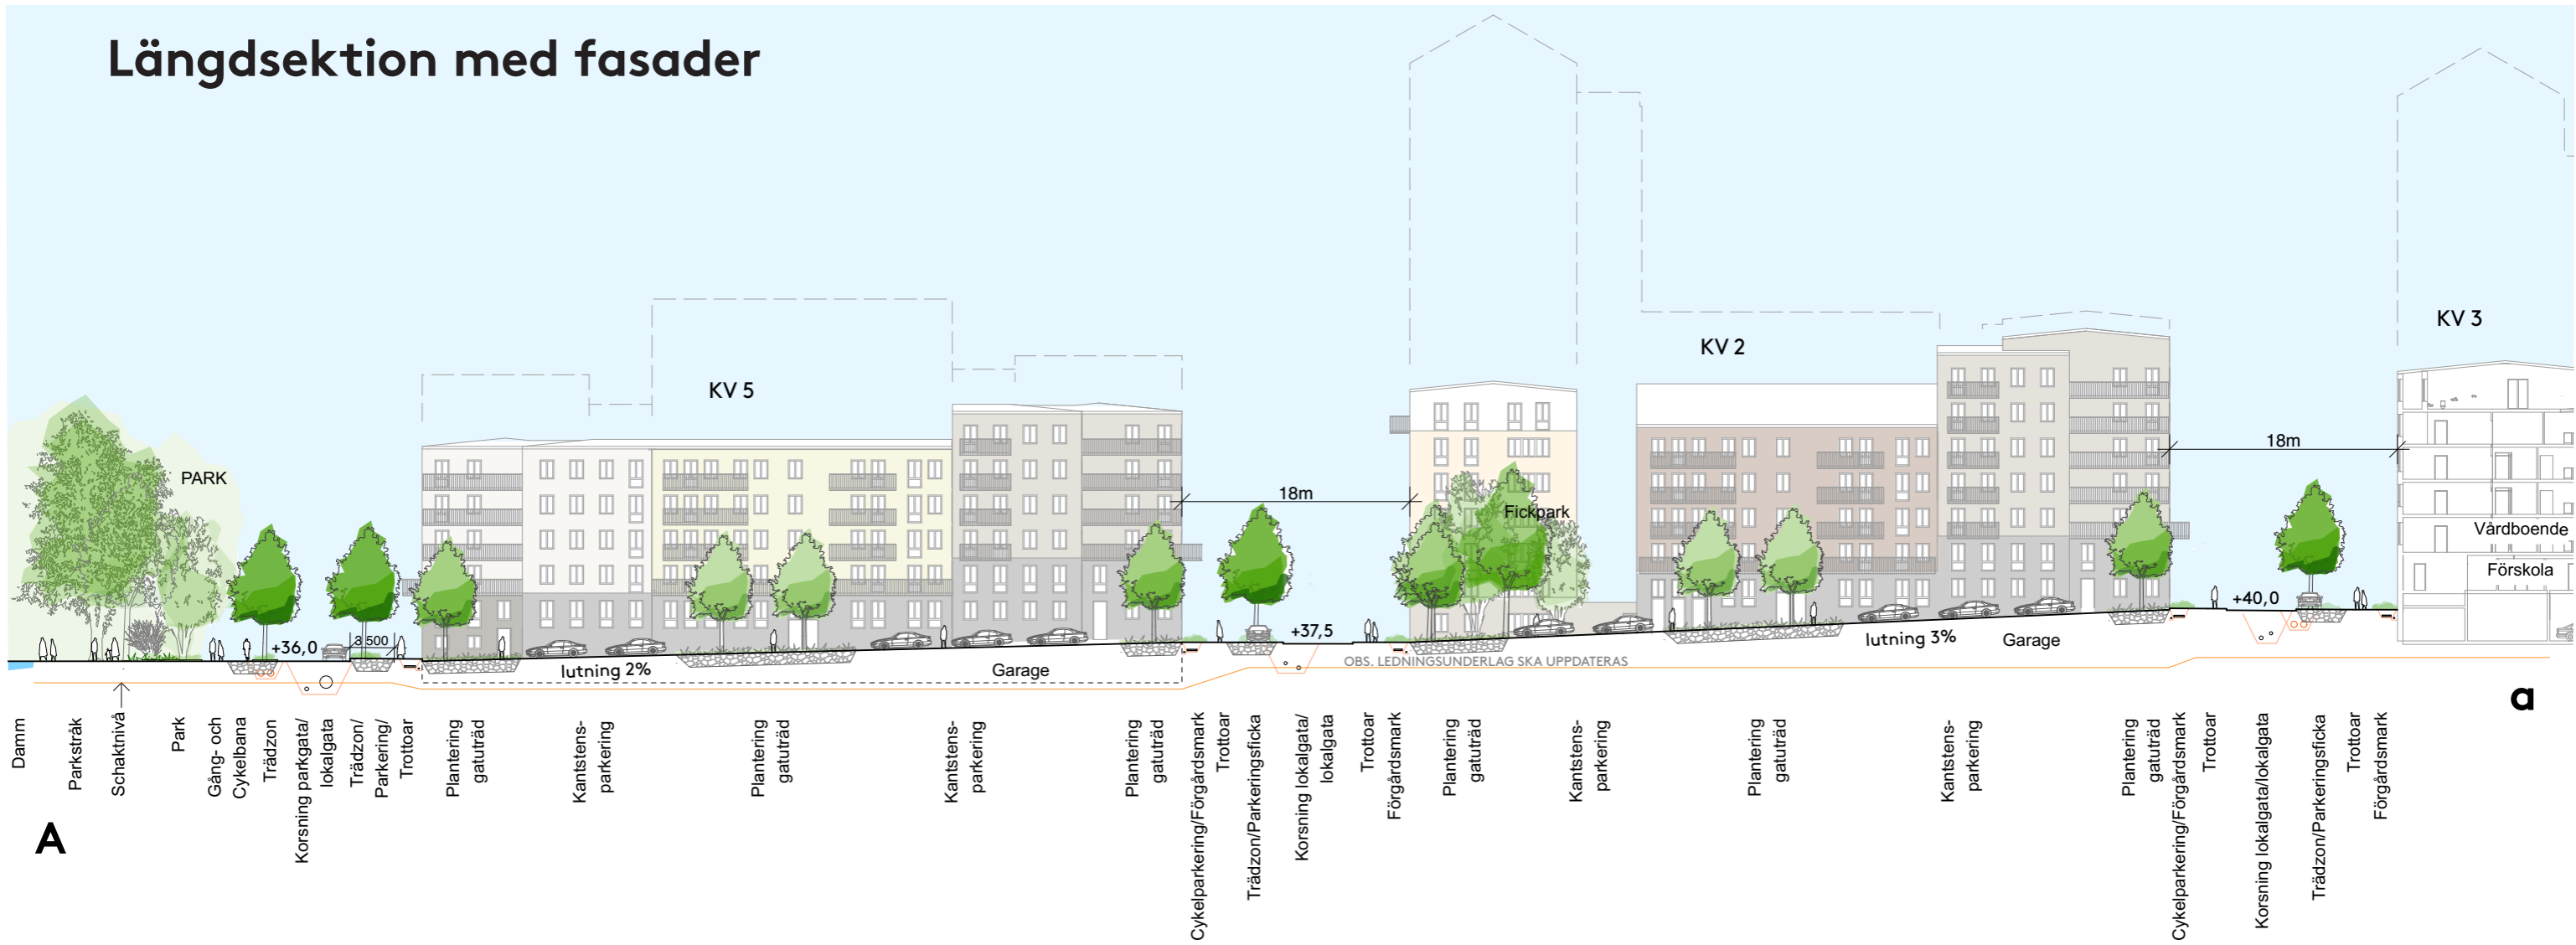 Längdsektion med fasader
KV 3
KV 2
KV 5
18m
PARK
18m
Fickpark
Vårdboende
Förskola
+40,0
+37,5
+36,0
3 500
lutning 3%
Garage
OBS. LEDNINGSUNDERLAG SKA UPPDATERAS
lutning 2%
Garage
Damm
Parkstråk
Schaktnivå
Park
Gång- och
Cykelbana
Trädzon
Korsning parkgata/
lokalgata
Trädzon/
Parkering/
Trottoar
Plantering
gatuträd
Kantstens-
parkering
Plantering
gatuträd
Kantstens-
parkering
Plantering
gatuträd
Cykelparkering/Förgårdsmark
Trottoar
Trädzon/Parkeringsficka
Korsning lokalgata/
lokalgata
Trottoar
Förgårdsmark
Plantering
gatuträd
Kantstens-
parkering
Plantering
gatuträd
Kantstens-
parkering
Plantering
gatuträd
Cykelparkering/Förgårdsmark
Trottoar
Korsning lokalgata/lokalgata
Trädzon/Parkeringsficka
Trottoar
Förgårdsmark
A
a